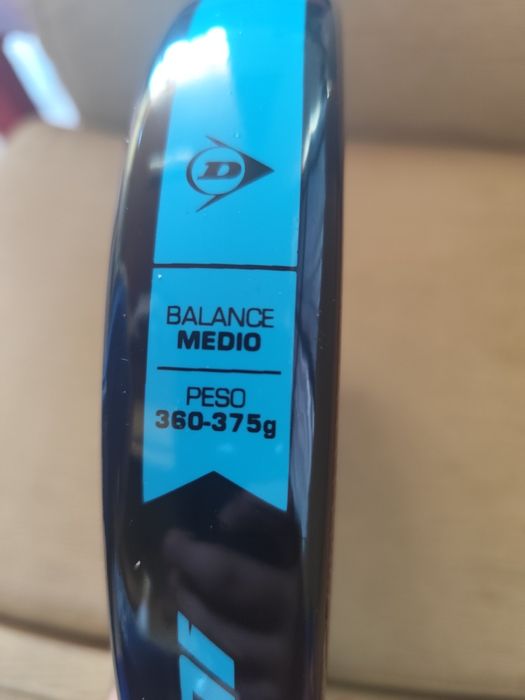 D
BALANCE
MEDIO
PESO
360-375g